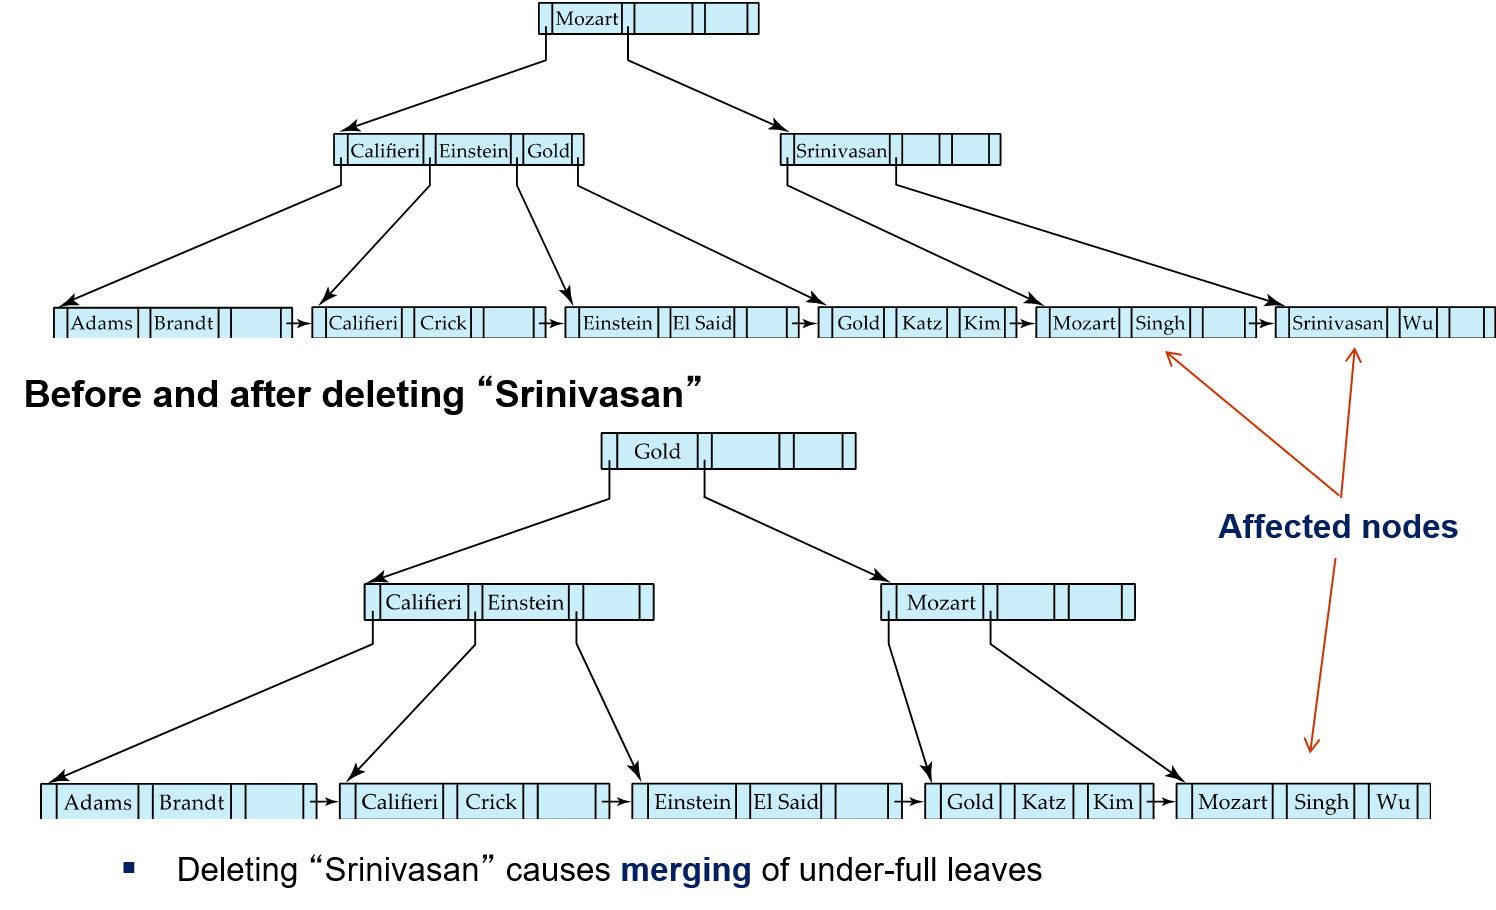 Mozart
Califieri Einstein Gold Srinivasan
Adams Brandt Califieri Crick Einstein El Said Gold Katz Kim Mozart Singh Srinivasan Wu
Before and after deleting “Srinivasan”
Gold
Affected nodes
Califieri Einstein Mozart
Adams Brandt Califieri Crick Einstein El Said Gold Katz Kim Mozart Singh Wu
▪ Deleting “Srinivasan” causes merging of under-full leaves